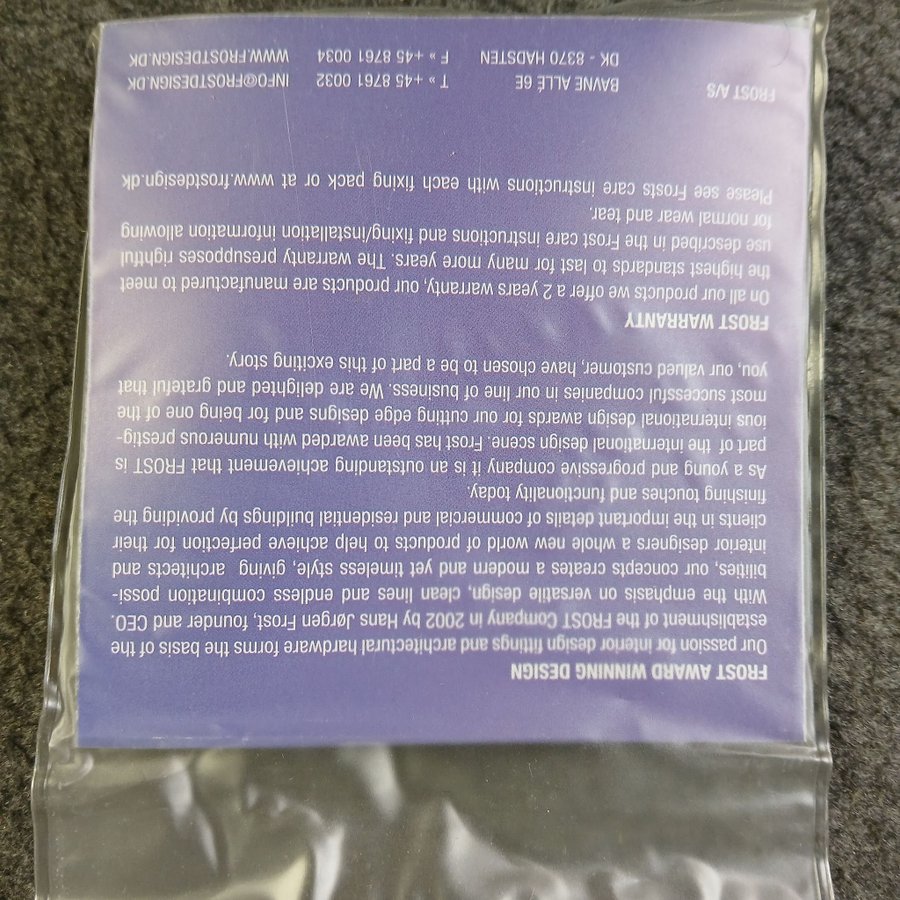 FROST AWARD WINNING DESIGN
Our passion for interior design fittings and architectural hardware forms the basis of the
establishment of the FROST Company in 2002 by Hans Jørgen Frost, founder and CEO.
With the emphasis on versatile design, clean lines and endless combination possi-
bilities, our concepts creates a modern and yet timeless style, giving architects and
interior designers a whole new world of products to help achieve perfection for their
clients in the important details of commercial and residential buildings by providing the
finishing touches and functionality today.
As a young and progressive company it is an outstanding achievement that FROST is
part of the international design scene. Frost has been awarded with numerous prestig-
ious international design awards for our cutting edge designs and for being one of the
most successful companies in our line of business. We are delighted and grateful that
you, our valued customer, have chosen to be a part of this exciting story.
FROST WARRANTY
On all our products we offer a 2 years warranty, our products are manufactured to meet
the highest standards to last for many more years. The warranty presupposes rightful
use described in the Frost care instructions and fixing/installation information allowing
for normal wear and tear.
Please see Frosts care instructions with each fixing pack or at www.frostdesign.dk
FROST A/S BAVNE ALLÉ 6E T » +45 8761 0032 INFO@FROSTDESIGN.DK
DK - 8370 HADSTEN F » +45 8761 0034 WWW.FROSTDESIGN.DK